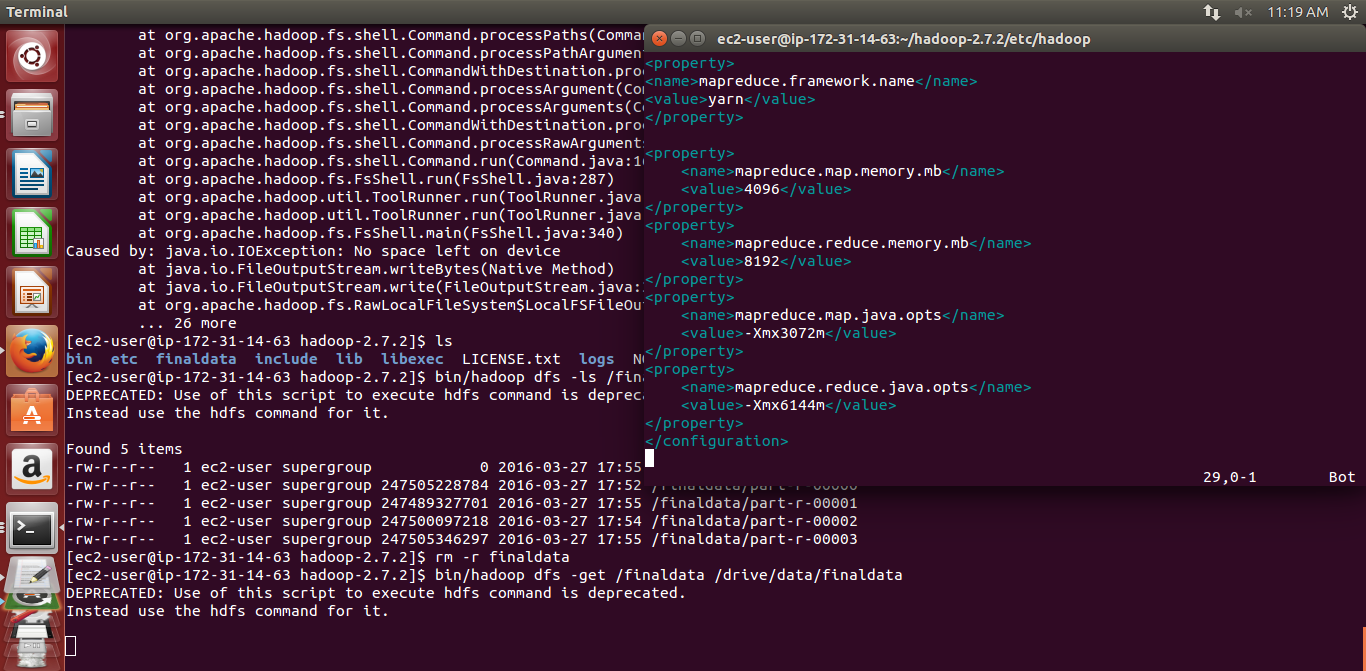 Terminal
11:19 AM
at org.apache.hadoop.fs.shell.Command.processPaths(Comma
at org.apache.hadoop.fs.shell.Command.processPathArgumen
at org.apache.hadoop.fs.shell.CommandWithDestination.proc
at org.apache.hadoop.fs.shell.Command.processArgument(Com
at org.apache.hadoop.fs.shell.Command.processArguments(Co
at org.apache.hadoop.fs.shell.CommandWithDestination.proc
at org.apache.hadoop.fs.shell.Command.processRawArguments
at org.apache.hadoop.fs.shell.Command.run(Command.java:16
at org.apache.hadoop.fs.FsShell.run(FsShell.java:287)
at org.apache.hadoop.util.ToolRunner.run(ToolRunner.java
at org.apache.hadoop.util.ToolRunner.run(ToolRunner.java
at org.apache.hadoop.fs.FsShell.main(FsShell.java:340)
Caused by: java.io.IOException: No space left on device
at java.io.FileOutputStream.writeBytes(Native Method)
at java.io.FileOutputStream.write(FileOutputStream.java:
at org.apache.hadoop.fs.RawLocalFileSystem$LocalFSFileOu
... 26 more
[ec2-user@ip-172-31-14-63 hadoop-2.7.2]$ ls
bin etc finaldata include lib libexec LICENSE.txt logs
[ec2-user@ip-172-31-14-63 hadoop-2.7.2]$ bin/hadoop dfs -ls /fina
DEPRECATED: Use of this script to execute hdfs command is depreca
Instead use the hdfs command for it.
Found 5 items
-rw-r--r-- 1 ec2-user supergroup 0 2016-03-27 17:55
-rw-r--r-- 1 ec2-user supergroup 247505228784 2016-03-27 17:52 /finaldata/part-r-00000
-rw-r--r-- 1 ec2-user supergroup 247489327701 2016-03-27 17:55 /finaldata/part-r-00001
-rw-r--r-- 1 ec2-user supergroup 247500097218 2016-03-27 17:54 /finaldata/part-r-00002
-rw-r--r-- 1 ec2-user supergroup 247505346297 2016-03-27 17:55 /finaldata/part-r-00003
[ec2-user@ip-172-31-14-63 hadoop-2.7.2]$ rm -r finaldata
[ec2-user@ip-172-31-14-63 hadoop-2.7.2]$ bin/hadoop dfs -get /finaldata /drive/data/finaldata
DEPRECATED: Use of this script to execute hdfs command is deprecated.
Instead use the hdfs command for it.
ec2-user@ip-172-31-14-63:~/hadoop-2.7.2/etc/hadoop
<property>
<name>mapreduce.framework.name</name>
<value>yarn</value>
</property>
<property>
<name>mapreduce.map.memory.mb</name>
<value>4096</value>
</property>
<property>
<name>mapreduce.reduce.memory.mb</name>
<value>8192</value>
</property>
<property>
<name>mapreduce.map.java.opts</name>
<value>-Xmx3072m</value>
</property>
<property>
<name>mapreduce.reduce.java.opts</name>
<value>-Xmx6144m</value>
</property>
</configuration>
29,0-1 Bot